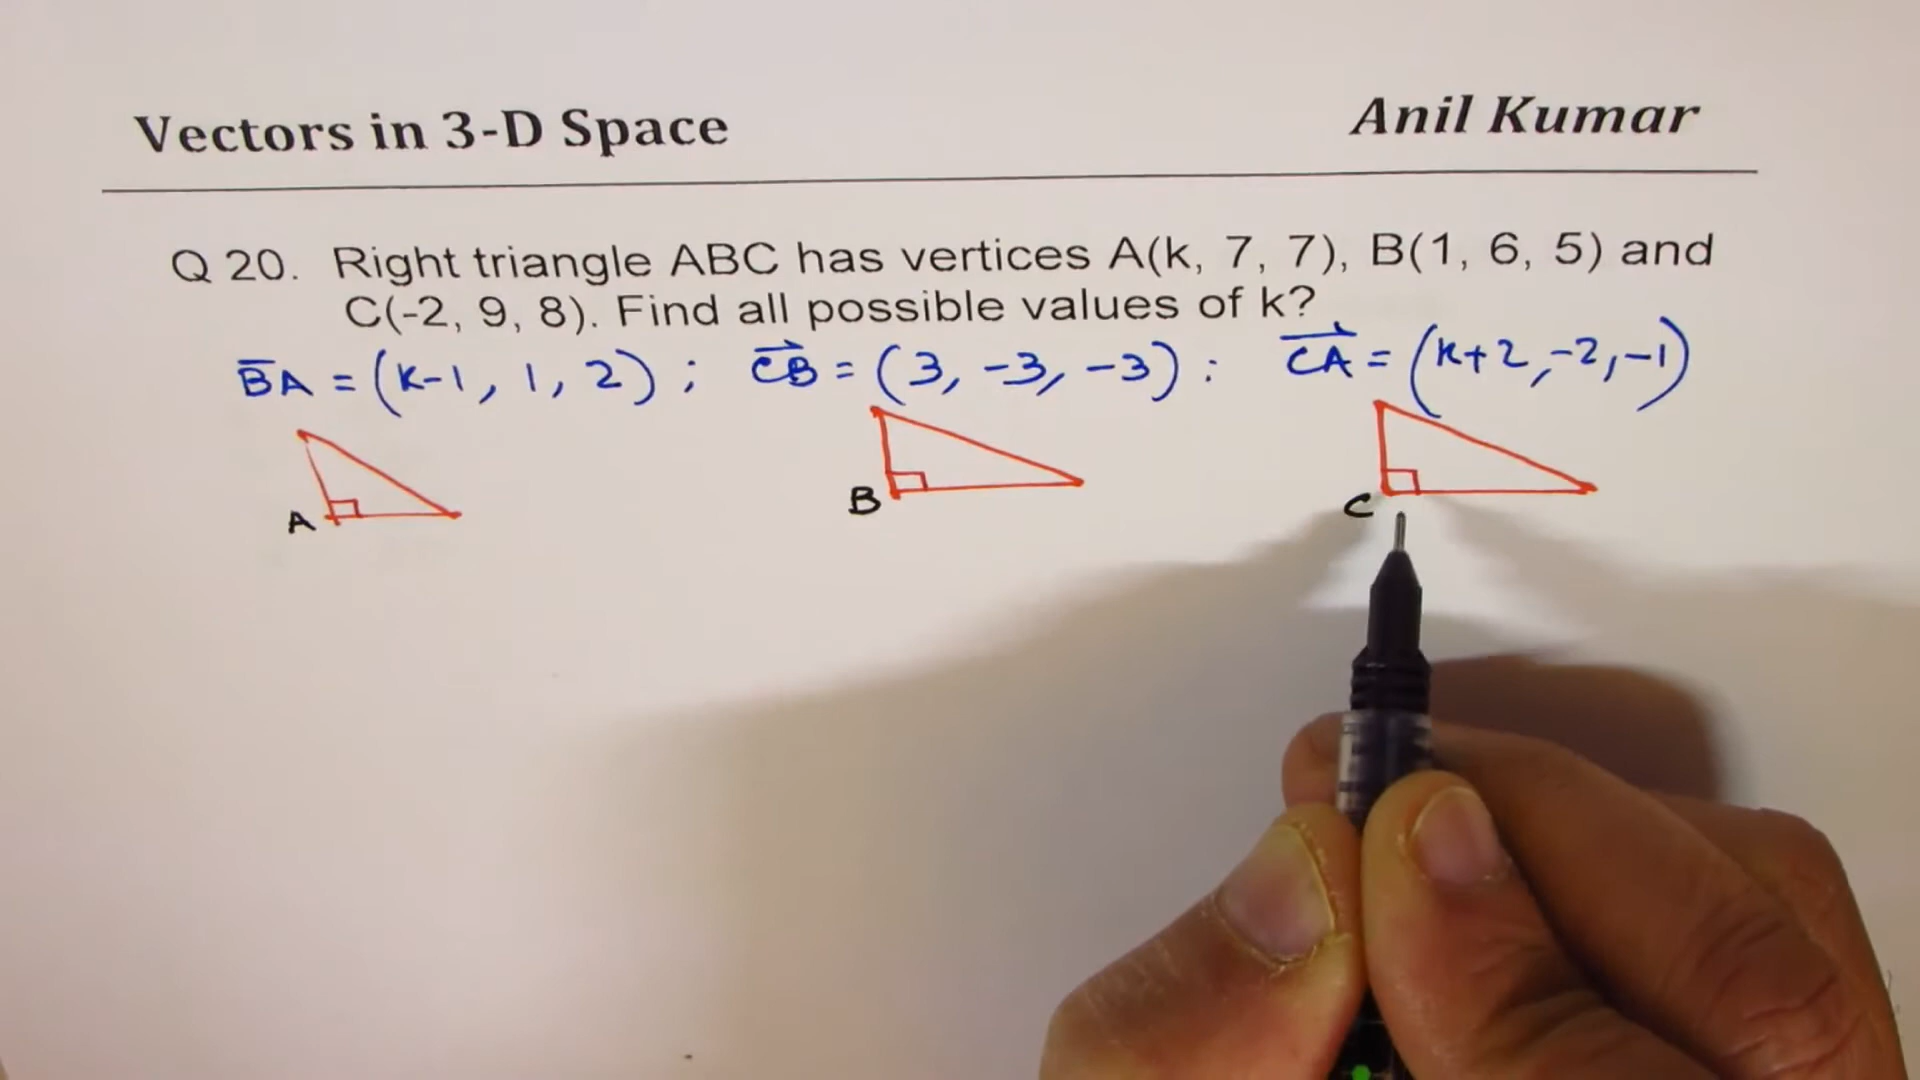 Vectors in 3-D Space
Anil Kumar
Q 20. Right triangle ABC has vertices A(k, 7, 7), B(1, 6, 5) and
C(-2, 9, 8). Find all possible values of k?
BA = (k-1, 1, 2) ; CB = (3, -3, -3) : CA = (k+2, -2, -1)
A
B
C